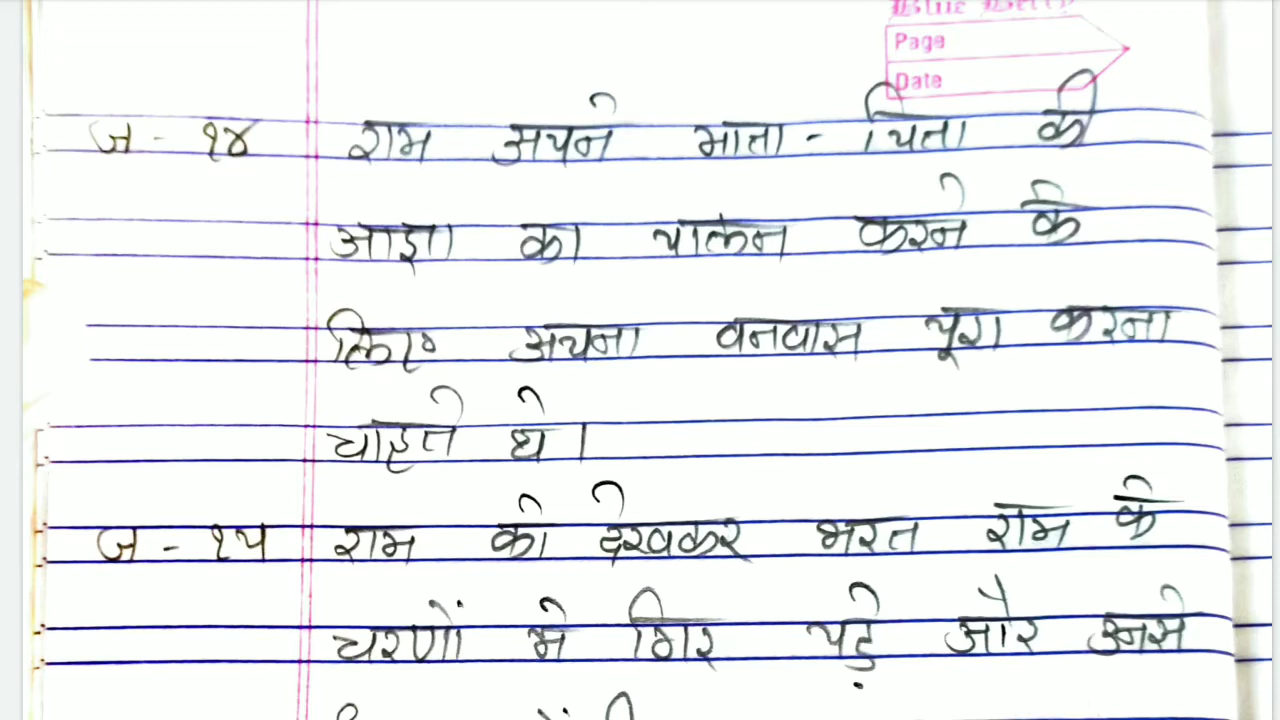 Page
Date
ज - १४ राम अपने माता - पिता की
आज्ञा का पालन करने के
लिए अपना वनवास पूरा करना
चाहते थे।
ज - १५ राम को देखकर भरत राम के
चरणों मे गिर पड़े और उनसे